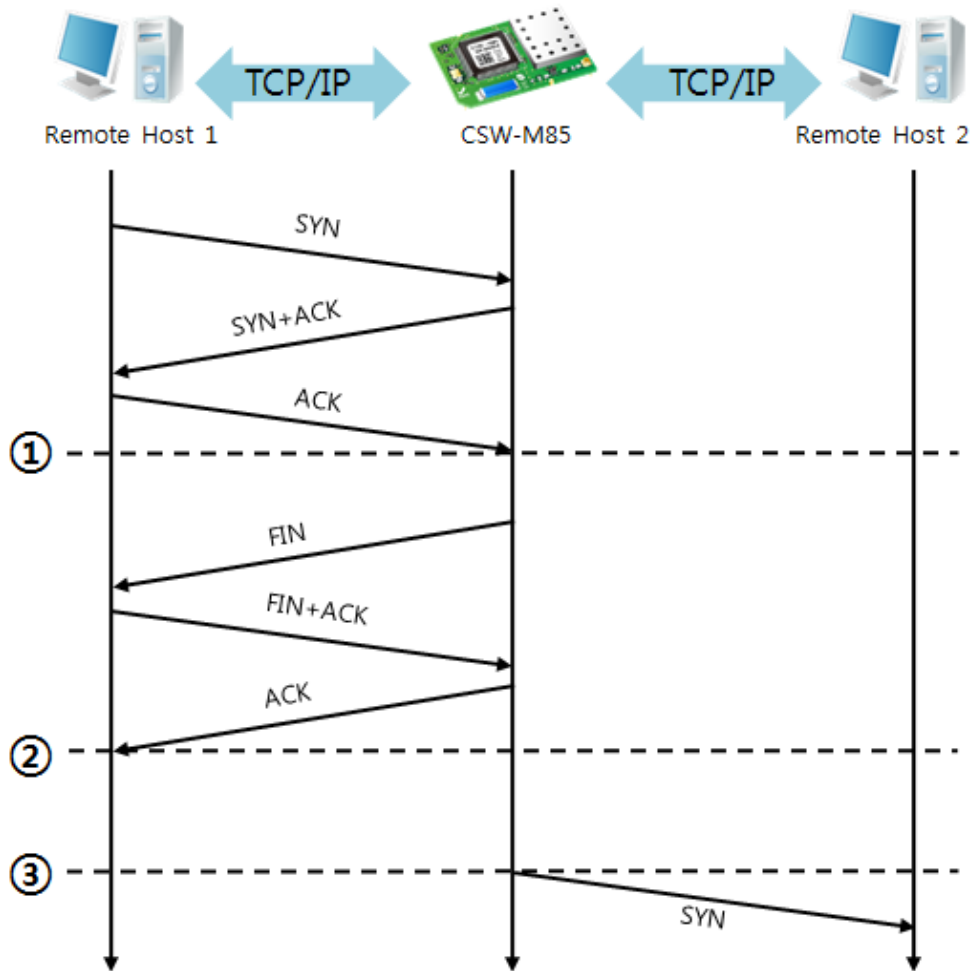 TCP/IP
TCP/IP
Remote Host 1
CSW-M85
Remote Host 2
SYN
SYN+ACK
ACK
①
FIN
FIN+ACK
ACK
②
③
SYN